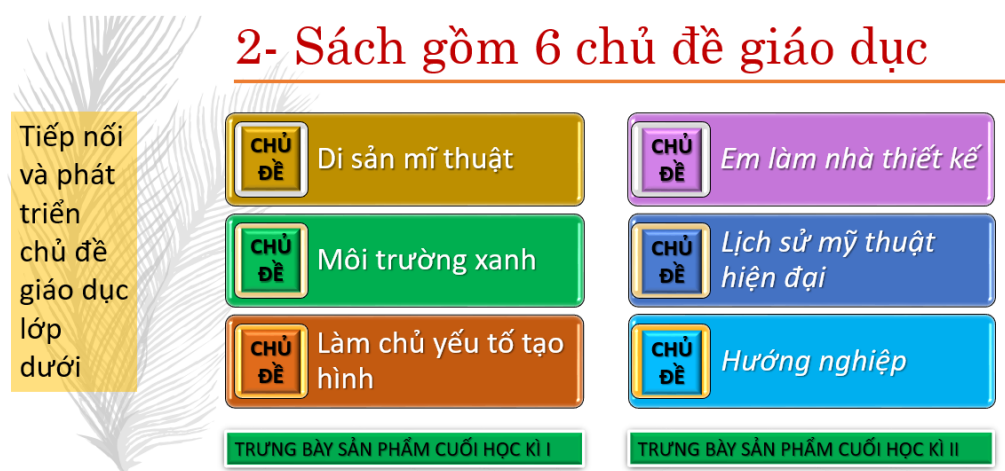 2- Sách gồm 6 chủ đề giáo dục
Tiếp nối
và phát
triển
chủ đề
giáo dục
lớp
dưới
CHỦ
ĐỀ
Di sản mĩ thuật
CHỦ
ĐỀ
Môi trường xanh
CHỦ
ĐỀ
Làm chủ yếu tố tạo
hình
TRƯNG BÀY SẢN PHẨM CUỐI HỌC KÌ I
CHỦ
ĐỀ
Em làm nhà thiết kế
CHỦ
ĐỀ
Lịch sử mỹ thuật
hiện đại
CHỦ
ĐỀ
Hướng nghiệp
TRƯNG BÀY SẢN PHẨM CUỐI HỌC KÌ II